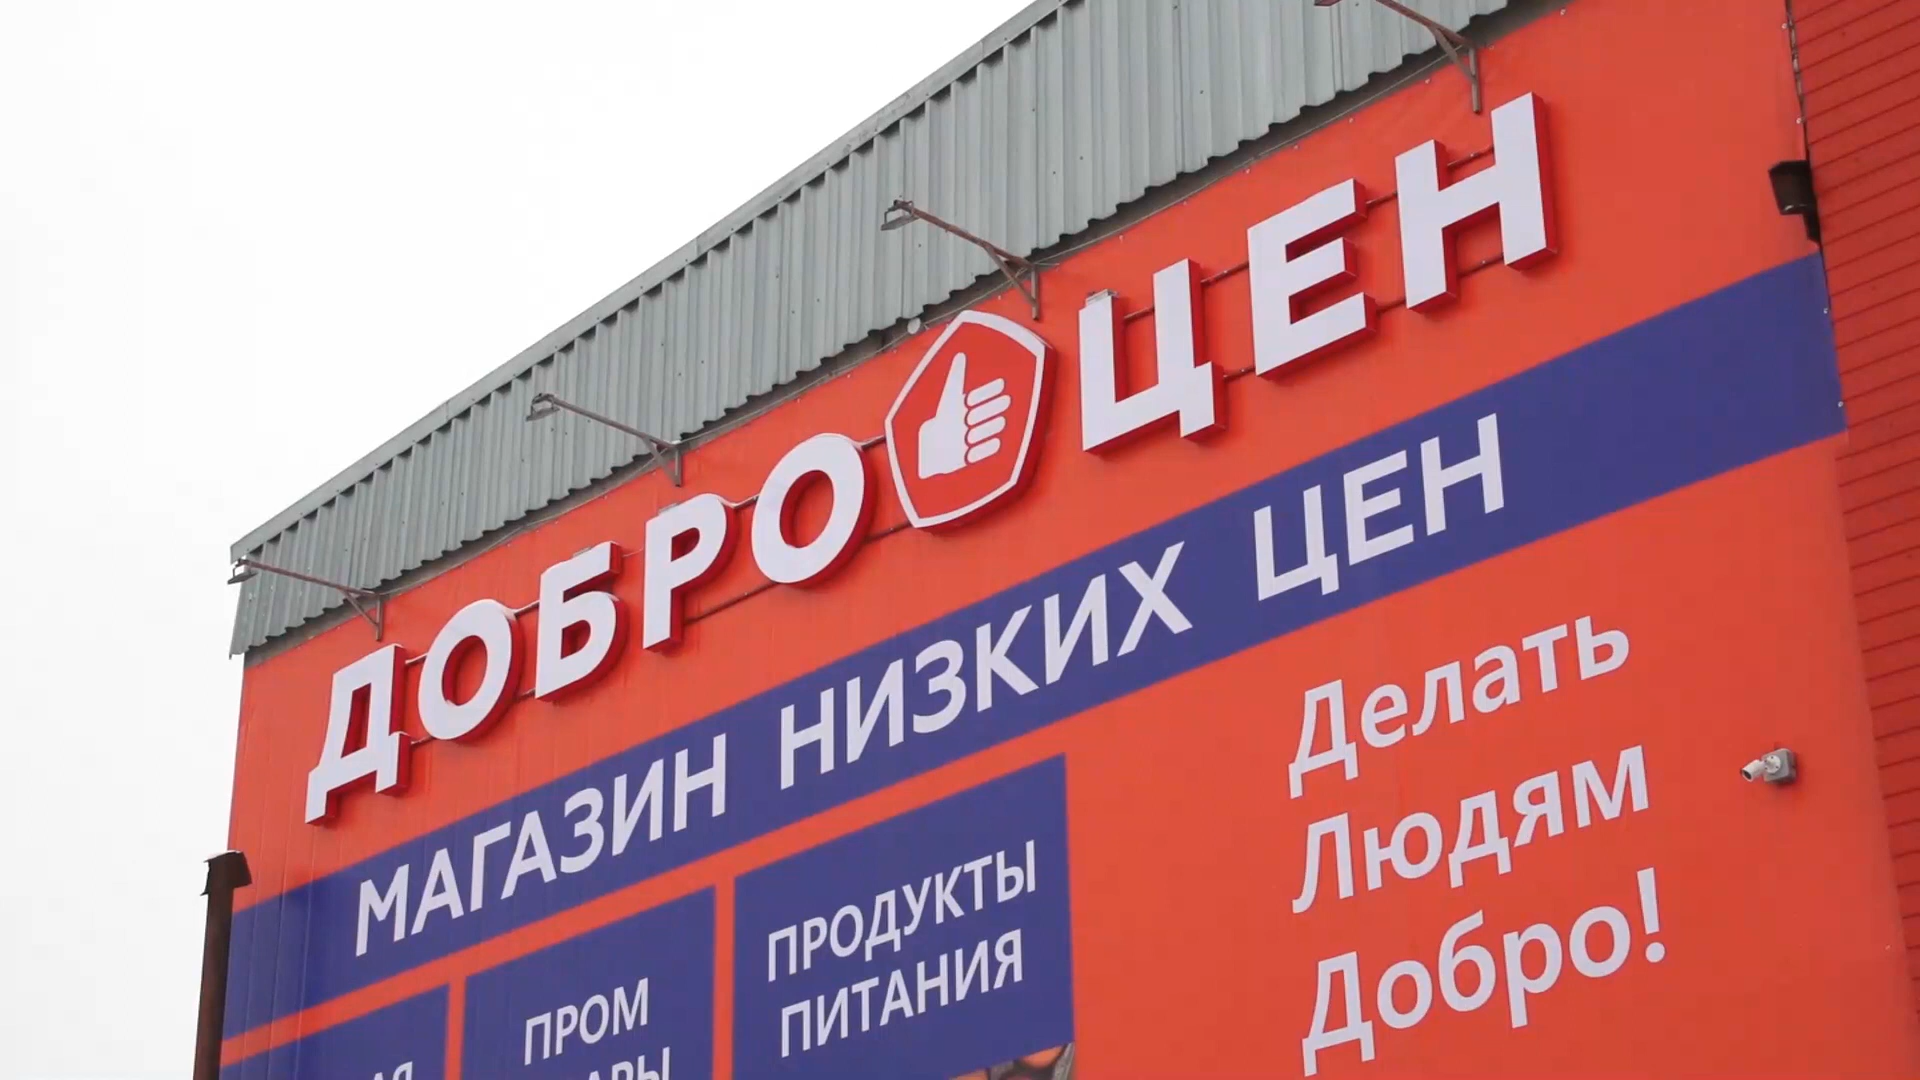 ДОБРОЦЕН
МАГАЗИН НИЗКИХ ЦЕН
Делать
Людям
Добро!
ПРОДУКТЫ
ПИТАНИЯ
ПРОМ